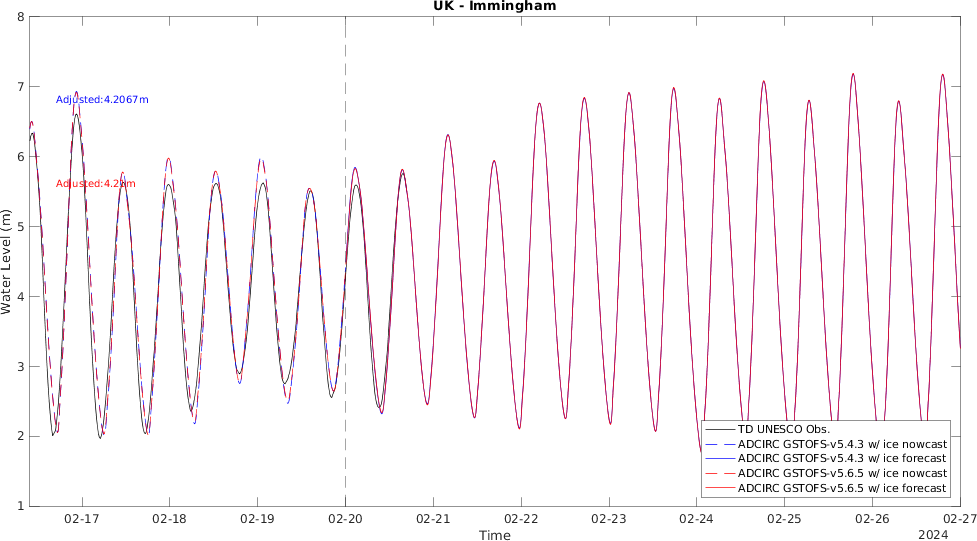 UK - Immingham
8
7
6
5
4
3
2
1
Water Level (m)
Adjusted:4.2067m
Adjusted:4.22m
TD UNESCO Obs.
ADCIRC GSTOFS-v5.4.3 w/ ice nowcast
ADCIRC GSTOFS-v5.4.3 w/ ice forecast
ADCIRC GSTOFS-v5.6.5 w/ ice nowcast
ADCIRC GSTOFS-v5.6.5 w/ ice forecast
02-17 02-18 02-19 02-20 02-21 02-22 02-23 02-24 02-25 02-26 02-27
Time
2024